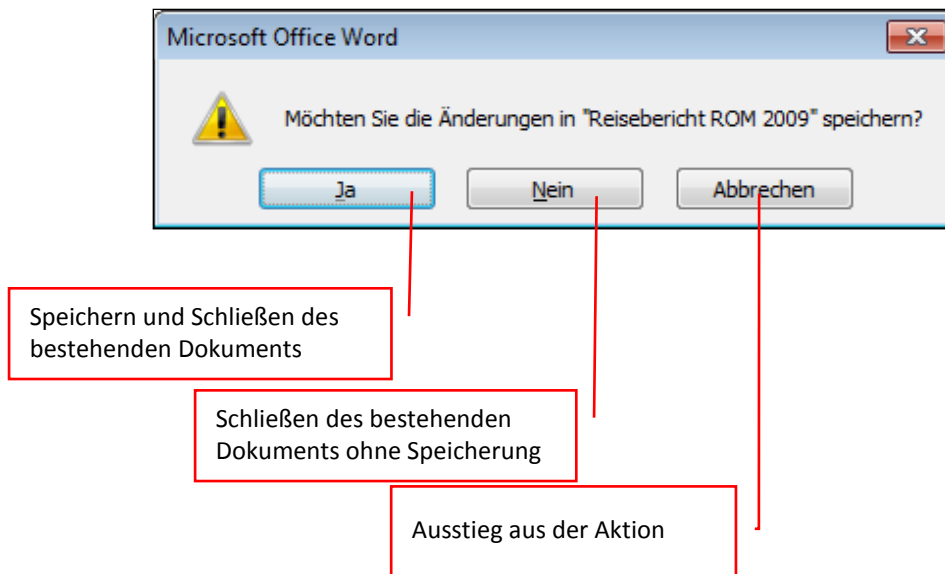 Microsoft Office Word
Möchten Sie die Änderungen in "Reisebericht ROM 2009" speichern?
Ja
Nein
Abbrechen
Speichern und Schließen des
bestehenden Dokuments
Schließen des bestehenden
Dokuments ohne Speicherung
Ausstieg aus der Aktion